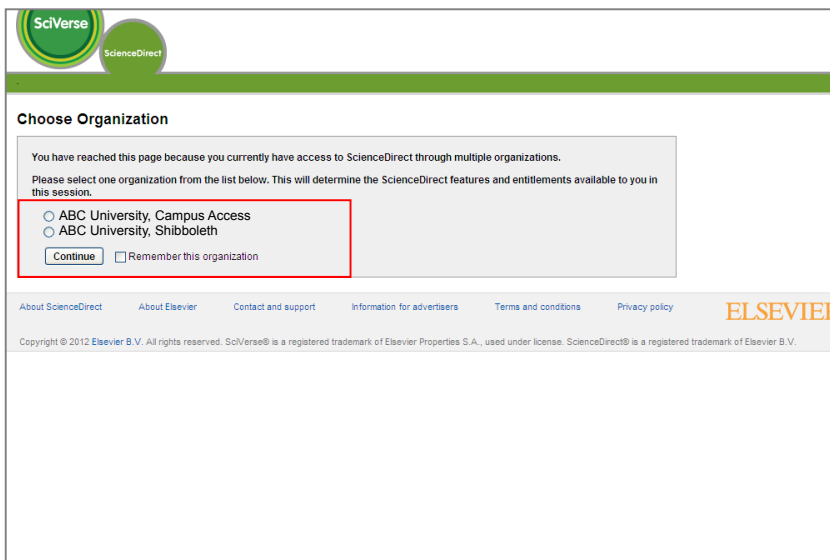 SciVerse
ScienceDirect
Choose Organization
You have reached this page because you currently have access to ScienceDirect through multiple organizations.
Please select one organization from the list below. This will determine the ScienceDirect features and entitlements available to you in
this session.
ABC University, Campus Access
ABC University, Shibboleth
Continue Remember this organization
About ScienceDirect About Elsevier Contact and support Information for advertisers Terms and conditions Privacy policy ELSEVIER
Copyright © 2012 Elsevier B.V. All rights reserved. SciVerse® is a registered trademark of Elsevier Properties S.A., used under license. ScienceDirect® is a registered trademark of Elsevier B.V.